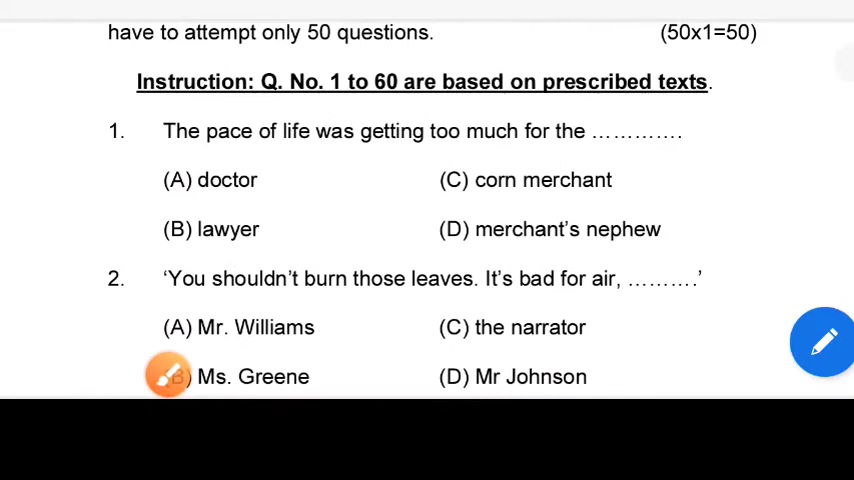 have to attempt only 50 questions. (50x1=50)
Instruction: Q. No. 1 to 60 are based on prescribed texts.
1. The pace of life was getting too much for the ………….
(A) doctor (C) corn merchant
(B) lawyer (D) merchant's nephew
2. ‘You shouldn't burn those leaves. It's bad for air, ……….’
(A) Mr. Williams (C) the narrator
(B) Ms. Greene (D) Mr Johnson